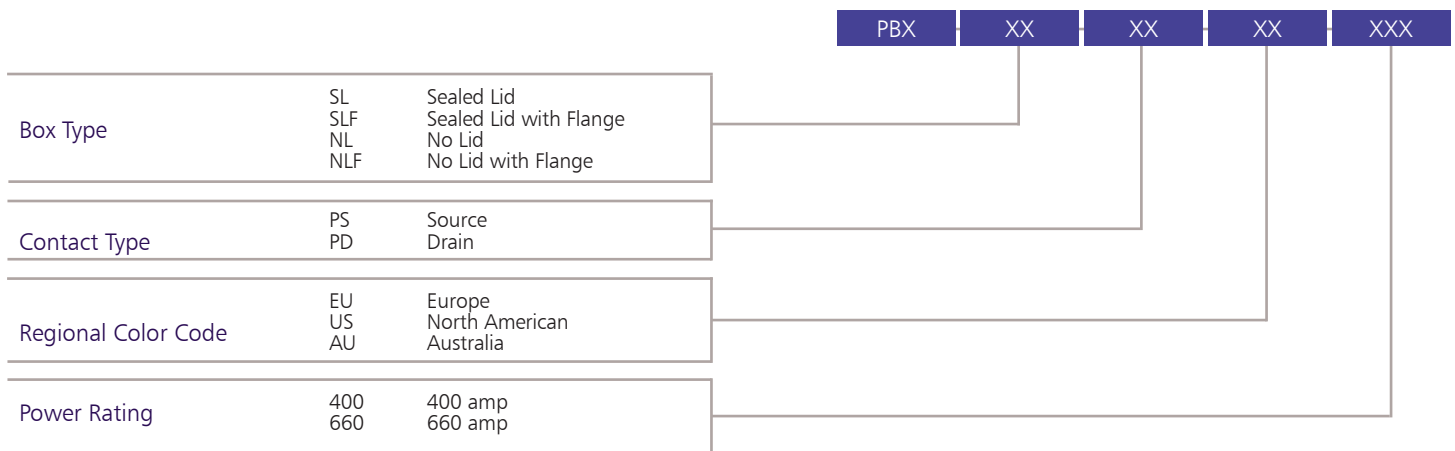 PBX XX XX XX XXX
Box Type
SL Sealed Lid
SLF Sealed Lid with Flange
NL No Lid
NLF No Lid with Flange
Contact Type
PS Source
PD Drain
Regional Color Code
EU Europe
US North American
AU Australia
Power Rating
400 400 amp
660 660 amp